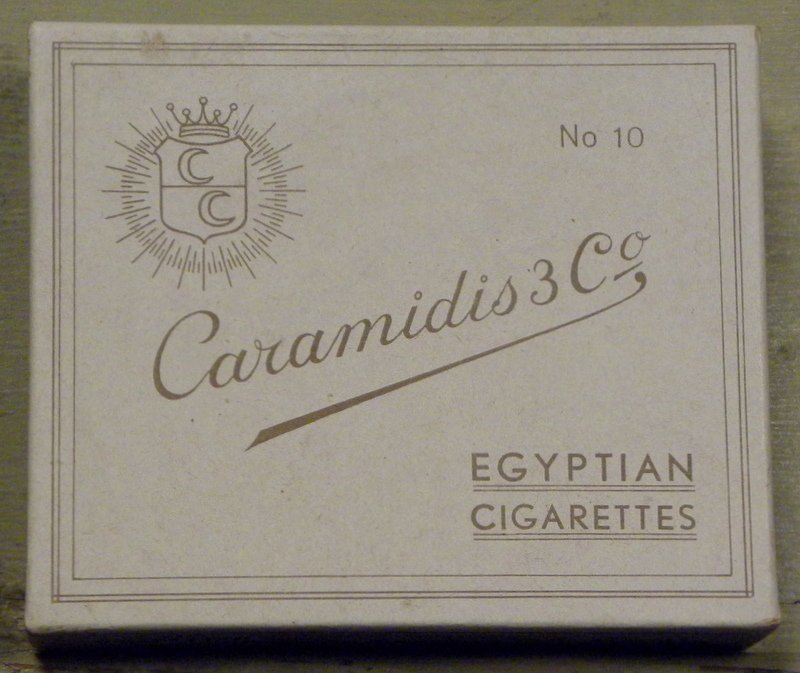 No 10
Caramidis & Co
EGYPTIAN
CIGARETTES